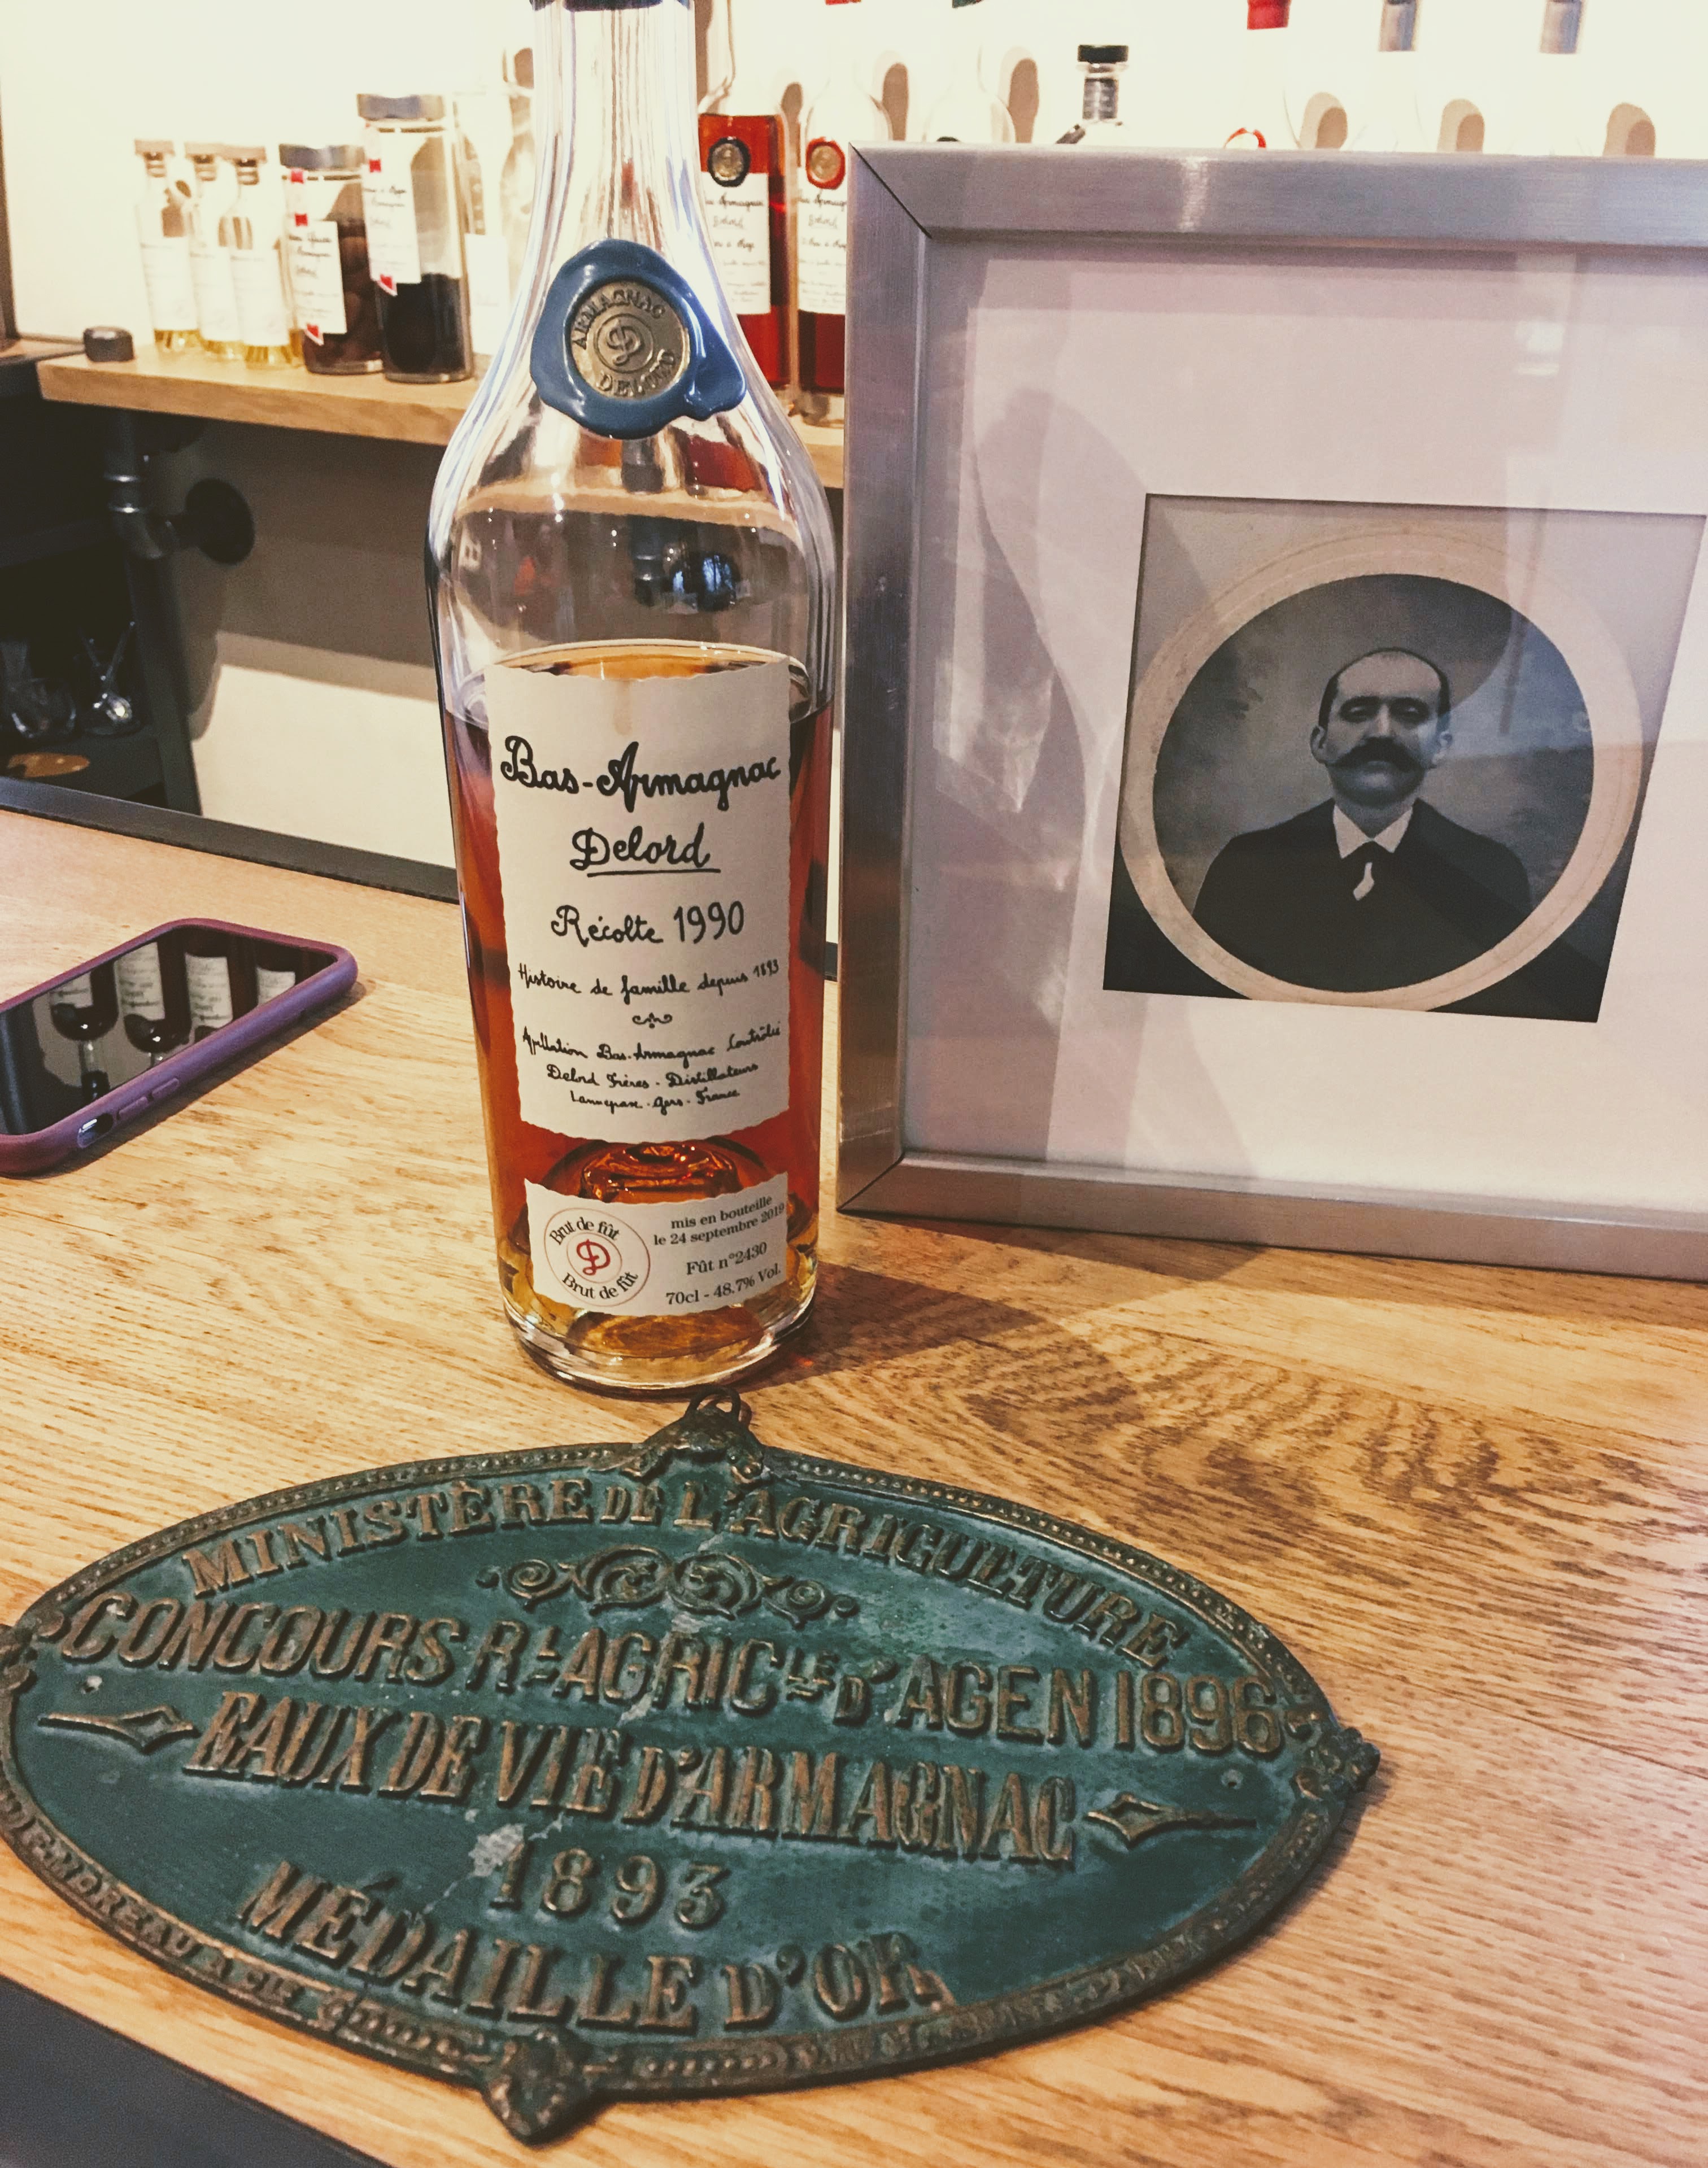 ARMAGNAC
DELORD
Bas-Armagnac
Delord
Récolte 1990
Histoire de famille depuis 1893
Appellation Bas-Armagnac Contrôlée
Delord Frères - Distillateurs
Lannepax - Gers - France
Brut de fût
D
Brut de fût
mis en bouteille
le 24 septembre 2019
Fût n°2430
70cl - 48.7% Vol.
MINISTÈRE DE L'AGRICULTURE
CONCOURS RL AGRICLE D'AGEN 1896
EAUX DE VIE D'ARMAGNAC
1893
MÉDAILLE D'OR